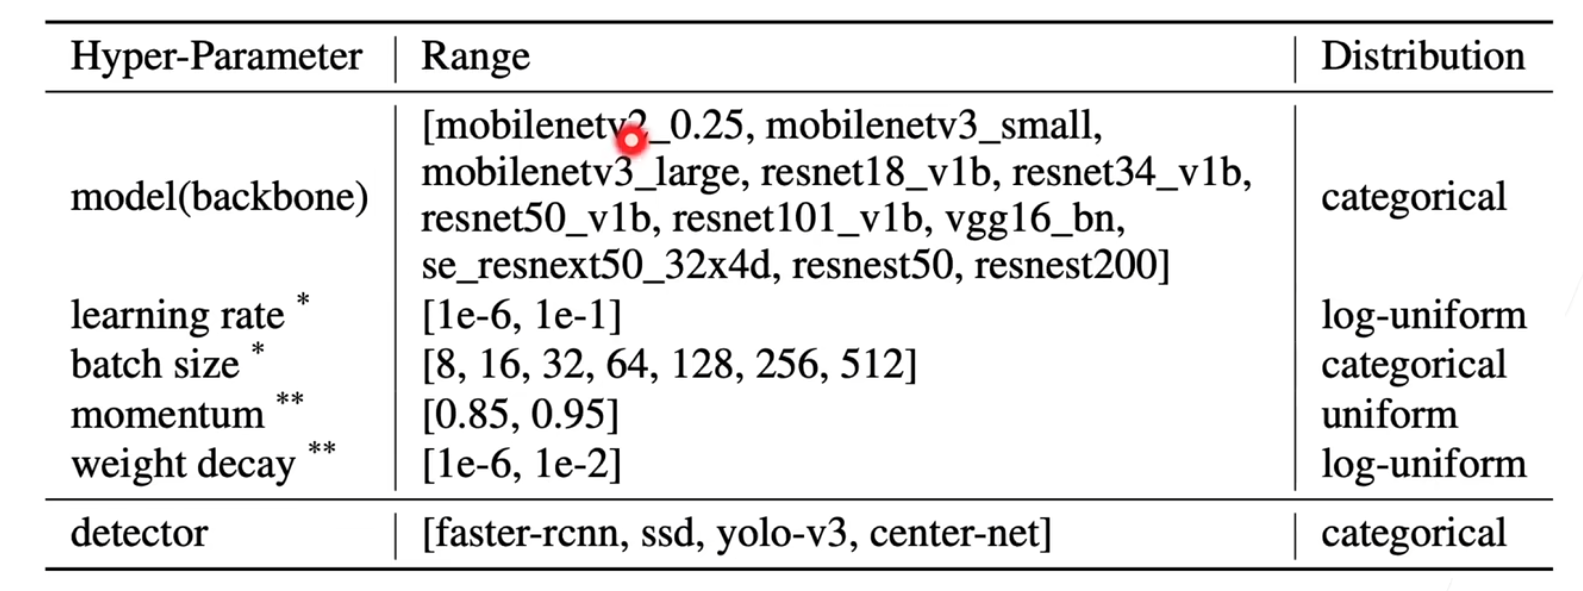 Hyper-Parameter Range Distribution
model(backbone) [mobilenetv2_0.25, mobilenetv3_small,
mobilenetv3_large, resnet18_v1b, resnet34_v1b,
resnet50_v1b, resnet101_v1b, vgg16_bn,
se_resnext50_32x4d, resnest50, resnest200] categorical
learning rate * [1e-6, 1e-1] log-uniform
batch size * [8, 16, 32, 64, 128, 256, 512] categorical
momentum ** [0.85, 0.95] uniform
weight decay ** [1e-6, 1e-2] log-uniform
detector [faster-rcnn, ssd, yolo-v3, center-net] categorical